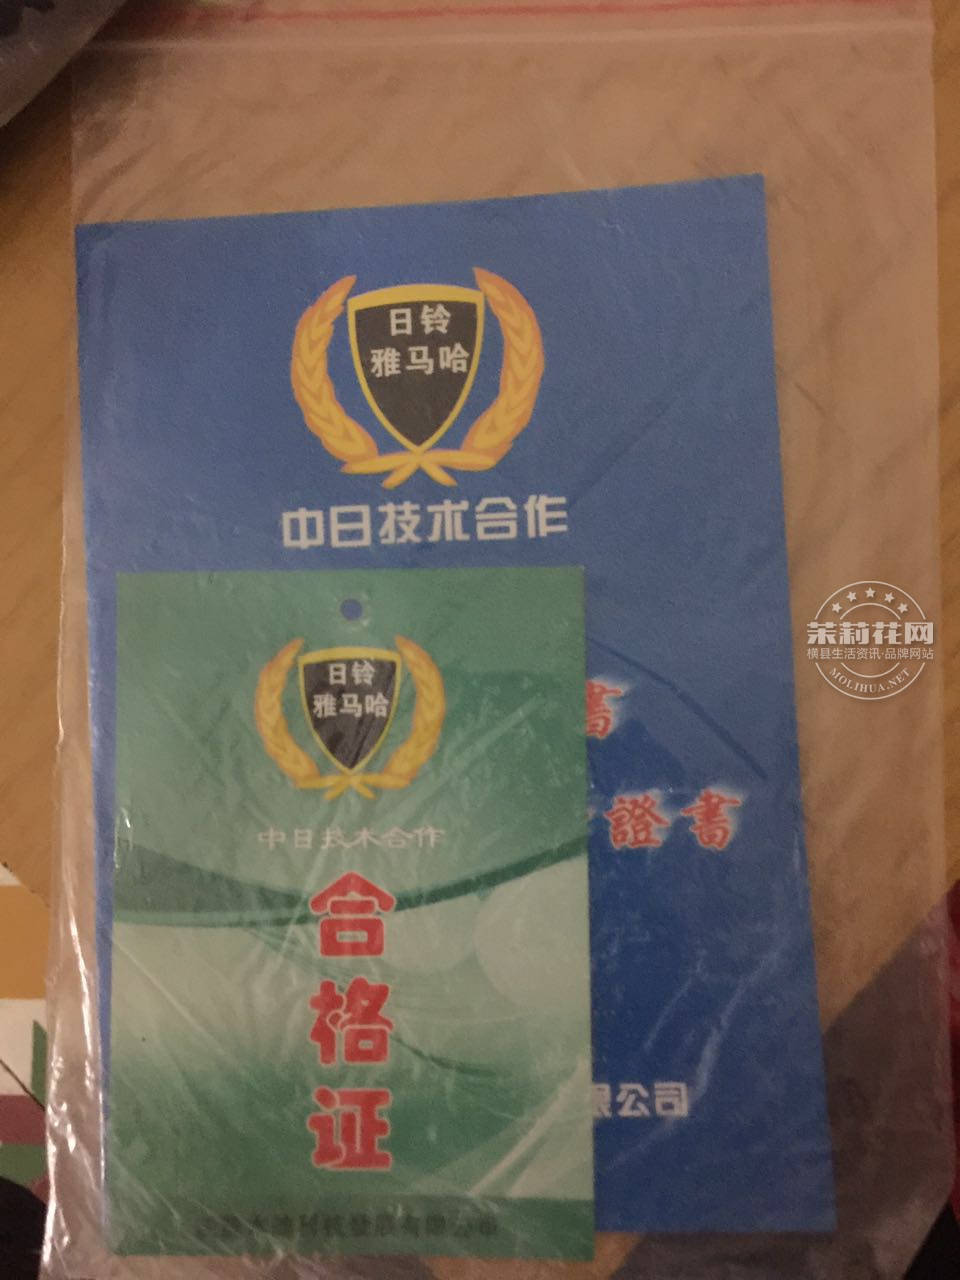 日铃
雅马哈
中日技术合作
書
證書
限公司
日铃
雅马哈
中日技术合作
合格证
茉莉花网
横县生活资讯·品牌网站
MOLIHUA.NET